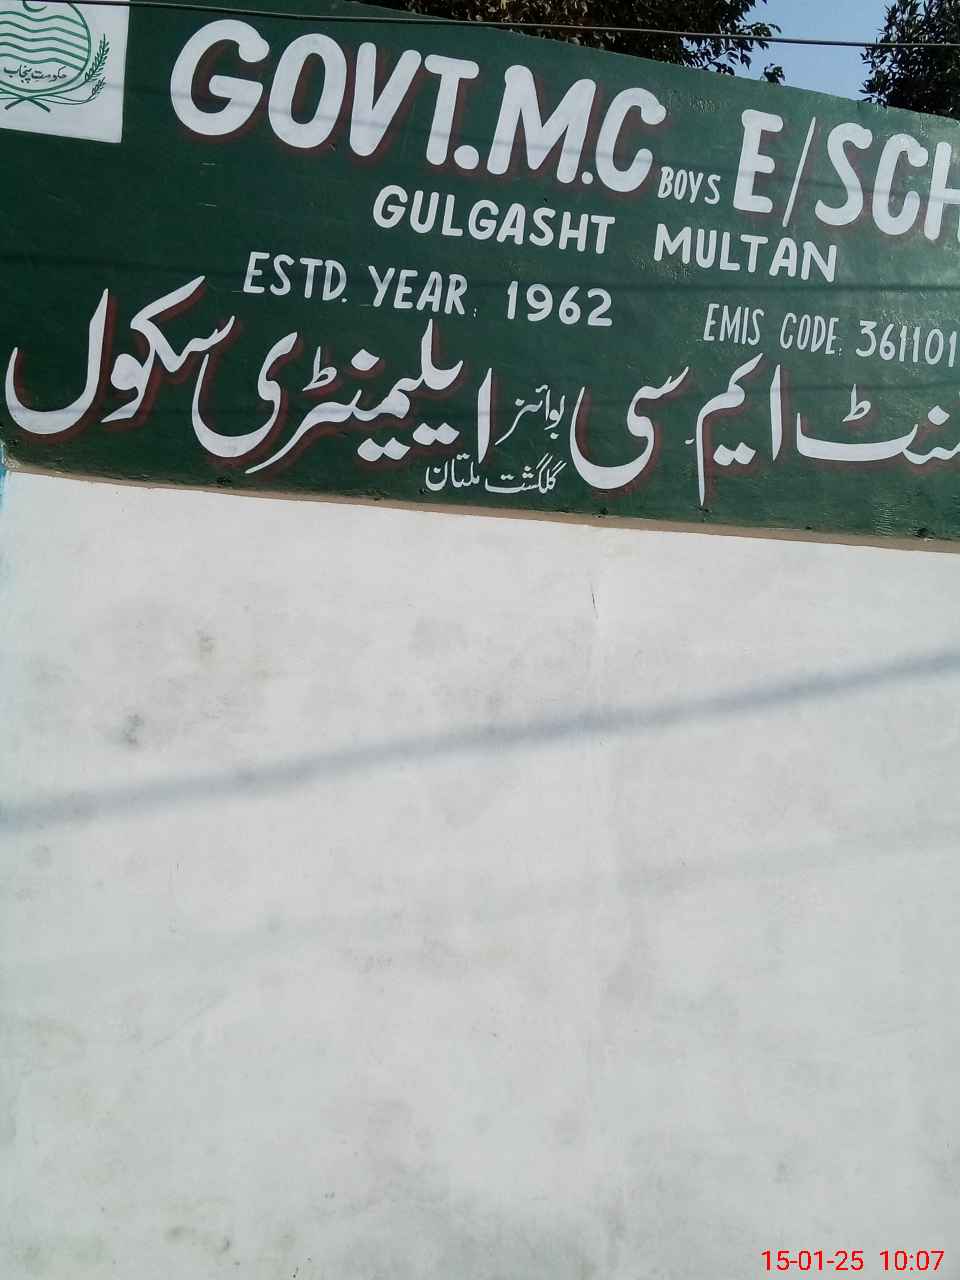 حکومت پنجاب
GOVT.M.C BOYS E/SCH
GULGASHT MULTAN
ESTD. YEAR: 1962
EMIS CODE: 361101
نٹ ایم۔سی بوائز ایلیمنٹری سکول
گلگشت ملتان
15-01-25 10:07